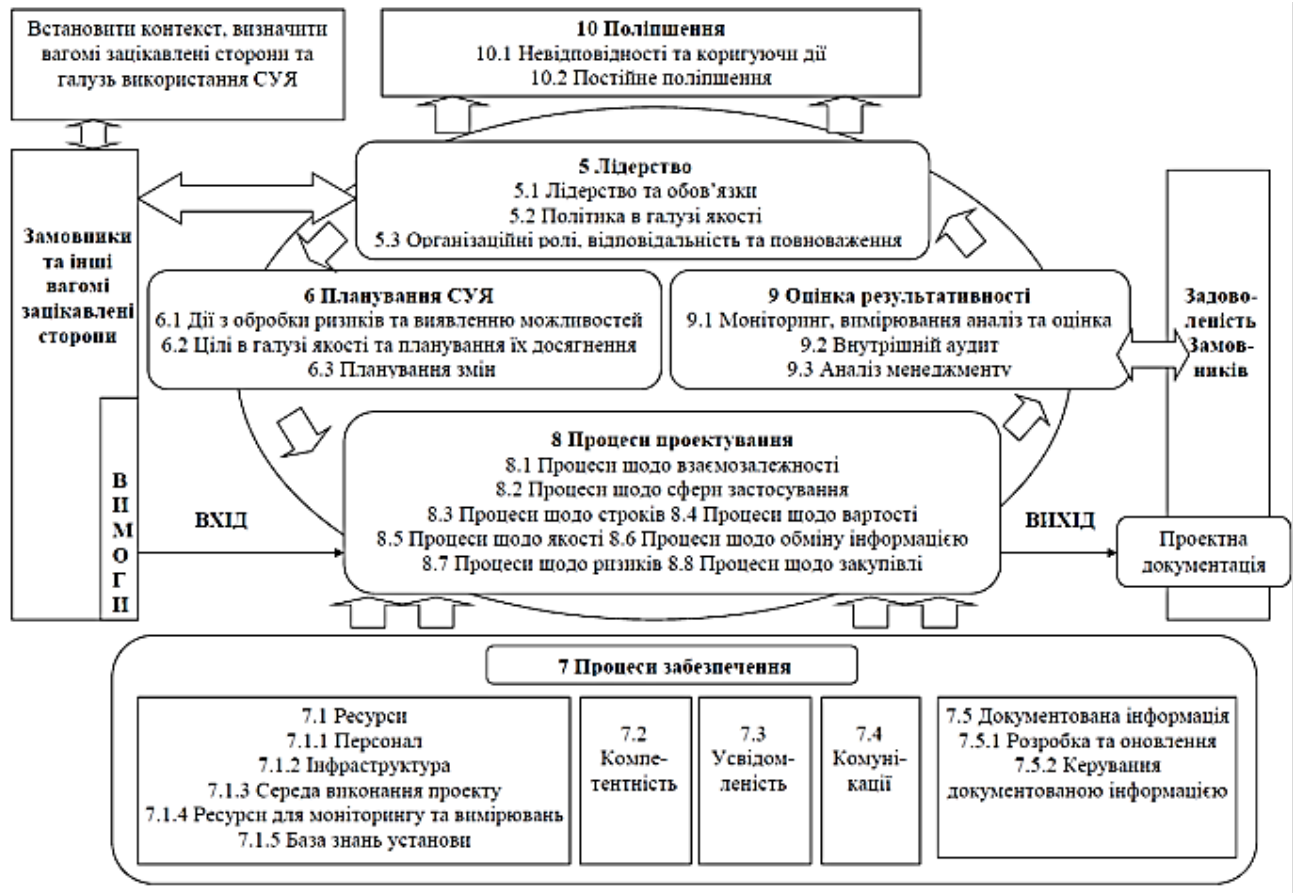 Встановити контекст, визначити
вагомі зацікавлені сторони та
галузь використання СУЯ
10 Поліпшення
10.1 Невідповідності та коригуючи дії
10.2 Постійне поліпшення
5 Лідерство
5.1 Лідерство та обов’язки
5.2 Політика в галузі якості
5.3 Організаційні ролі, відповідальність та повноваження
Замовники
та інші
вагомі
зацікавлені
сторони
6 Планування СУЯ
6.1 Дії з обробки ризиків та виявленню можливостей
6.2 Цілі в галузі якості та планування їх досягнення
6.3 Планування змін
9 Оцінка результативності
9.1 Моніторинг, вимірювання аналіз та оцінка
9.2 Внутрішній аудит
9.3 Аналіз менеджменту
Задово-
леність
Замов-
ників
В
И
М
О
Г
И
ВХІД
8 Процеси проектування
8.1 Процеси щодо взаємозалежності
8.2 Процеси щодо сфери застосування
8.3 Процеси щодо строків 8.4 Процеси щодо вартості
8.5 Процеси щодо якості 8.6 Процеси щодо обміну інформацією
8.7 Процеси щодо ризиків 8.8 Процеси щодо закупівлі
ВИХІД
Проектна
документація
7 Процеси забезпечення
7.1 Ресурси
7.1.1 Персонал
7.1.2 Інфраструктура
7.1.3 Середа виконання проекту
7.1.4 Ресурси для моніторингу та вимірювань
7.1.5 База знань установи
7.2
Компе-
тентність
7.3
Усвідом-
леність
7.4
Комуні-
кації
7.5 Документована інформація
7.5.1 Розробка та оновлення
7.5.2 Керування
документованою інформацією